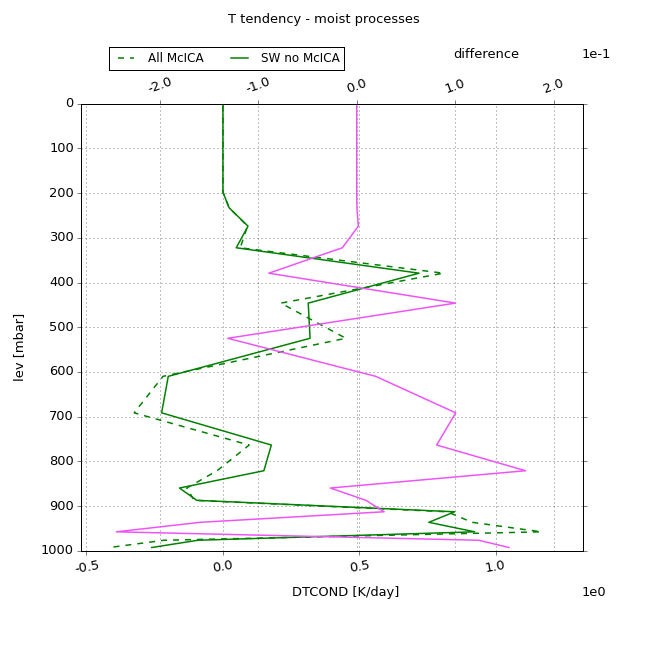 T tendency - moist processes
All McICA SW no McICA difference 1e-1
-2.0 -1.0 0.0 1.0 2.0
0
100
200
300
400
500
600
700
800
900
1000
lev [mbar]
-0.5 0.0 0.5 1.0
DTCOND [K/day] 1e0